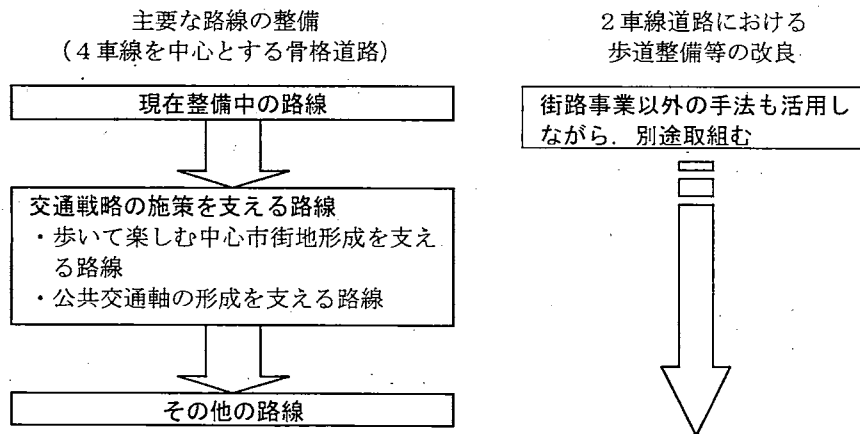 主要な路線の整備
（４車線を中心とする骨格道路）
現在整備中の路線
交通戦略の施策を支える路線
・歩いて楽しむ中心市街地形成を支え
る路線
・公共交通軸の形成を支える路線
その他の路線
２車線道路における
歩道整備等の改良
街路事業以外の手法も活用し
ながら，別途取組む